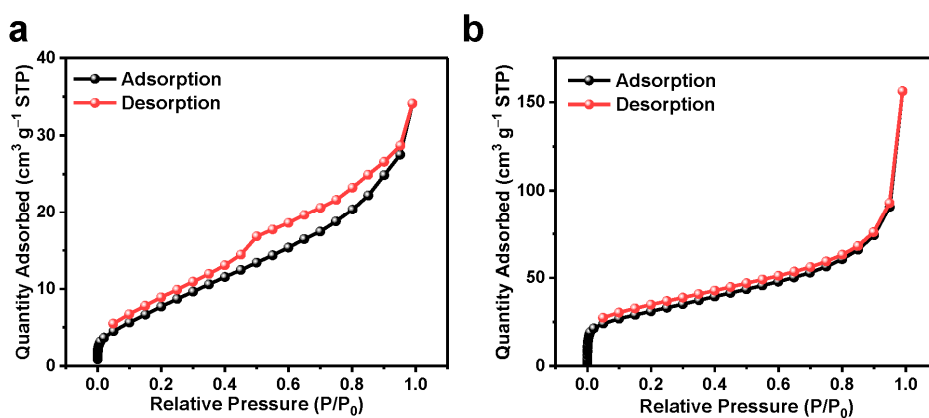 a
Adsorption
Desorption
Quantity Adsorbed (cm³ g⁻¹ STP)
40
30
20
10
0
0.0 0.2 0.4 0.6 0.8 1.0
Relative Pressure (P/P₀)
b
Adsorption
Desorption
Quantity Adsorbed (cm³ g⁻¹ STP)
150
100
50
0
0.0 0.2 0.4 0.6 0.8 1.0
Relative Pressure (P/P₀)